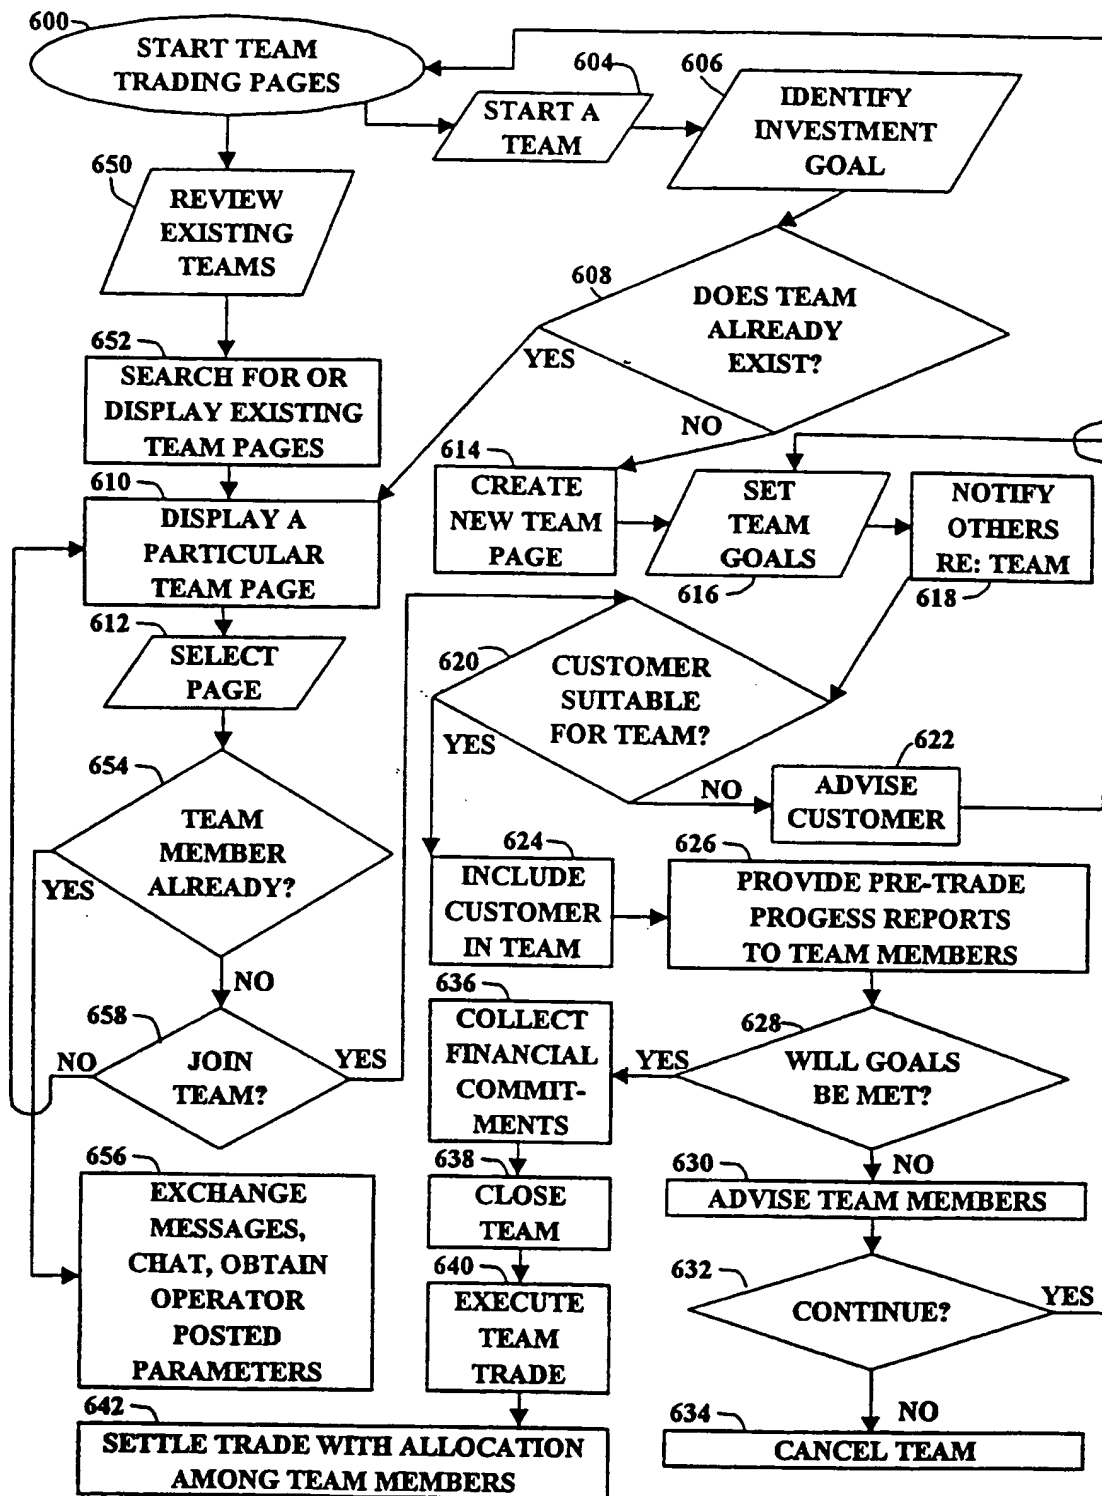 600
START TEAM
TRADING PAGES
604
START A
TEAM
606
IDENTIFY
INVESTMENT
GOAL
650
REVIEW
EXISTING
TEAMS
608
DOES TEAM
ALREADY
EXIST?
YES
NO
652
SEARCH FOR OR
DISPLAY EXISTING
TEAM PAGES
610
DISPLAY A
PARTICULAR
TEAM PAGE
614
CREATE
NEW TEAM
PAGE
SET
TEAM
GOALS
616
NOTIFY
OTHERS
RE: TEAM
618
612
SELECT
PAGE
620
CUSTOMER
SUITABLE
FOR TEAM?
YES
NO
622
ADVISE
CUSTOMER
654
TEAM
MEMBER
ALREADY?
YES
NO
624
INCLUDE
CUSTOMER
IN TEAM
626
PROVIDE PRE-TRADE
PROGESS REPORTS
TO TEAM MEMBERS
658
JOIN
TEAM?
NO
YES
636
COLLECT
FINANCIAL
COMMIT-
MENTS
628
WILL GOALS
BE MET?
YES
NO
656
EXCHANGE
MESSAGES,
CHAT, OBTAIN
OPERATOR
POSTED
PARAMETERS
638
CLOSE
TEAM
630
ADVISE TEAM MEMBERS
640
EXECUTE
TEAM
TRADE
632
CONTINUE?
YES
NO
642
SETTLE TRADE WITH ALLOCATION
AMONG TEAM MEMBERS
634
CANCEL TEAM